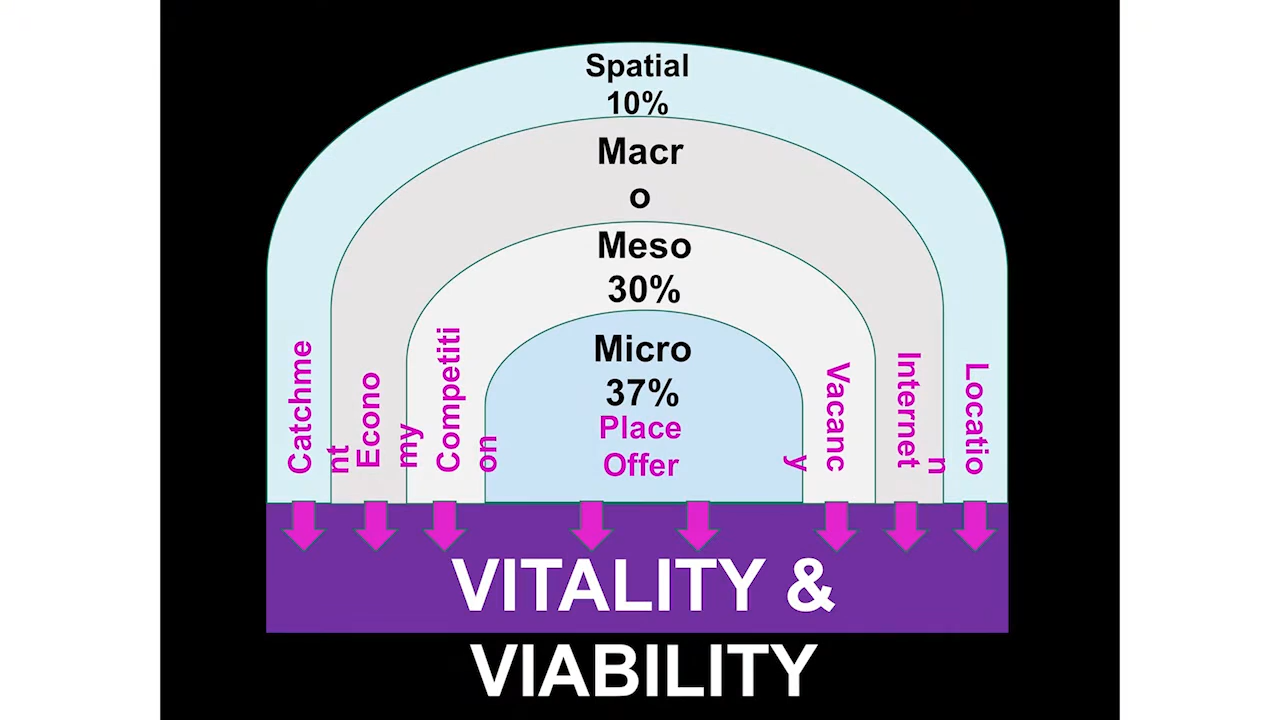 Spatial
10%
Macr
o
Meso
30%
Micro
37%
Place
Offer
Catchme
nt
Econo
my
Competiti
on
Vacanc
y
Internet
Locatio
n
VITALITY &
VIABILITY